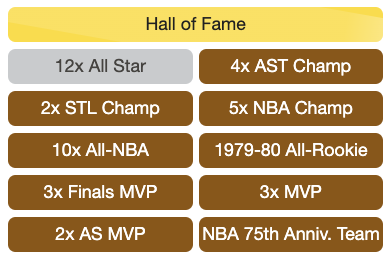 Hall of Fame
12x All Star
4x AST Champ
2x STL Champ
5x NBA Champ
10x All-NBA
1979-80 All-Rookie
3x Finals MVP
3x MVP
2x AS MVP
NBA 75th Anniv. Team